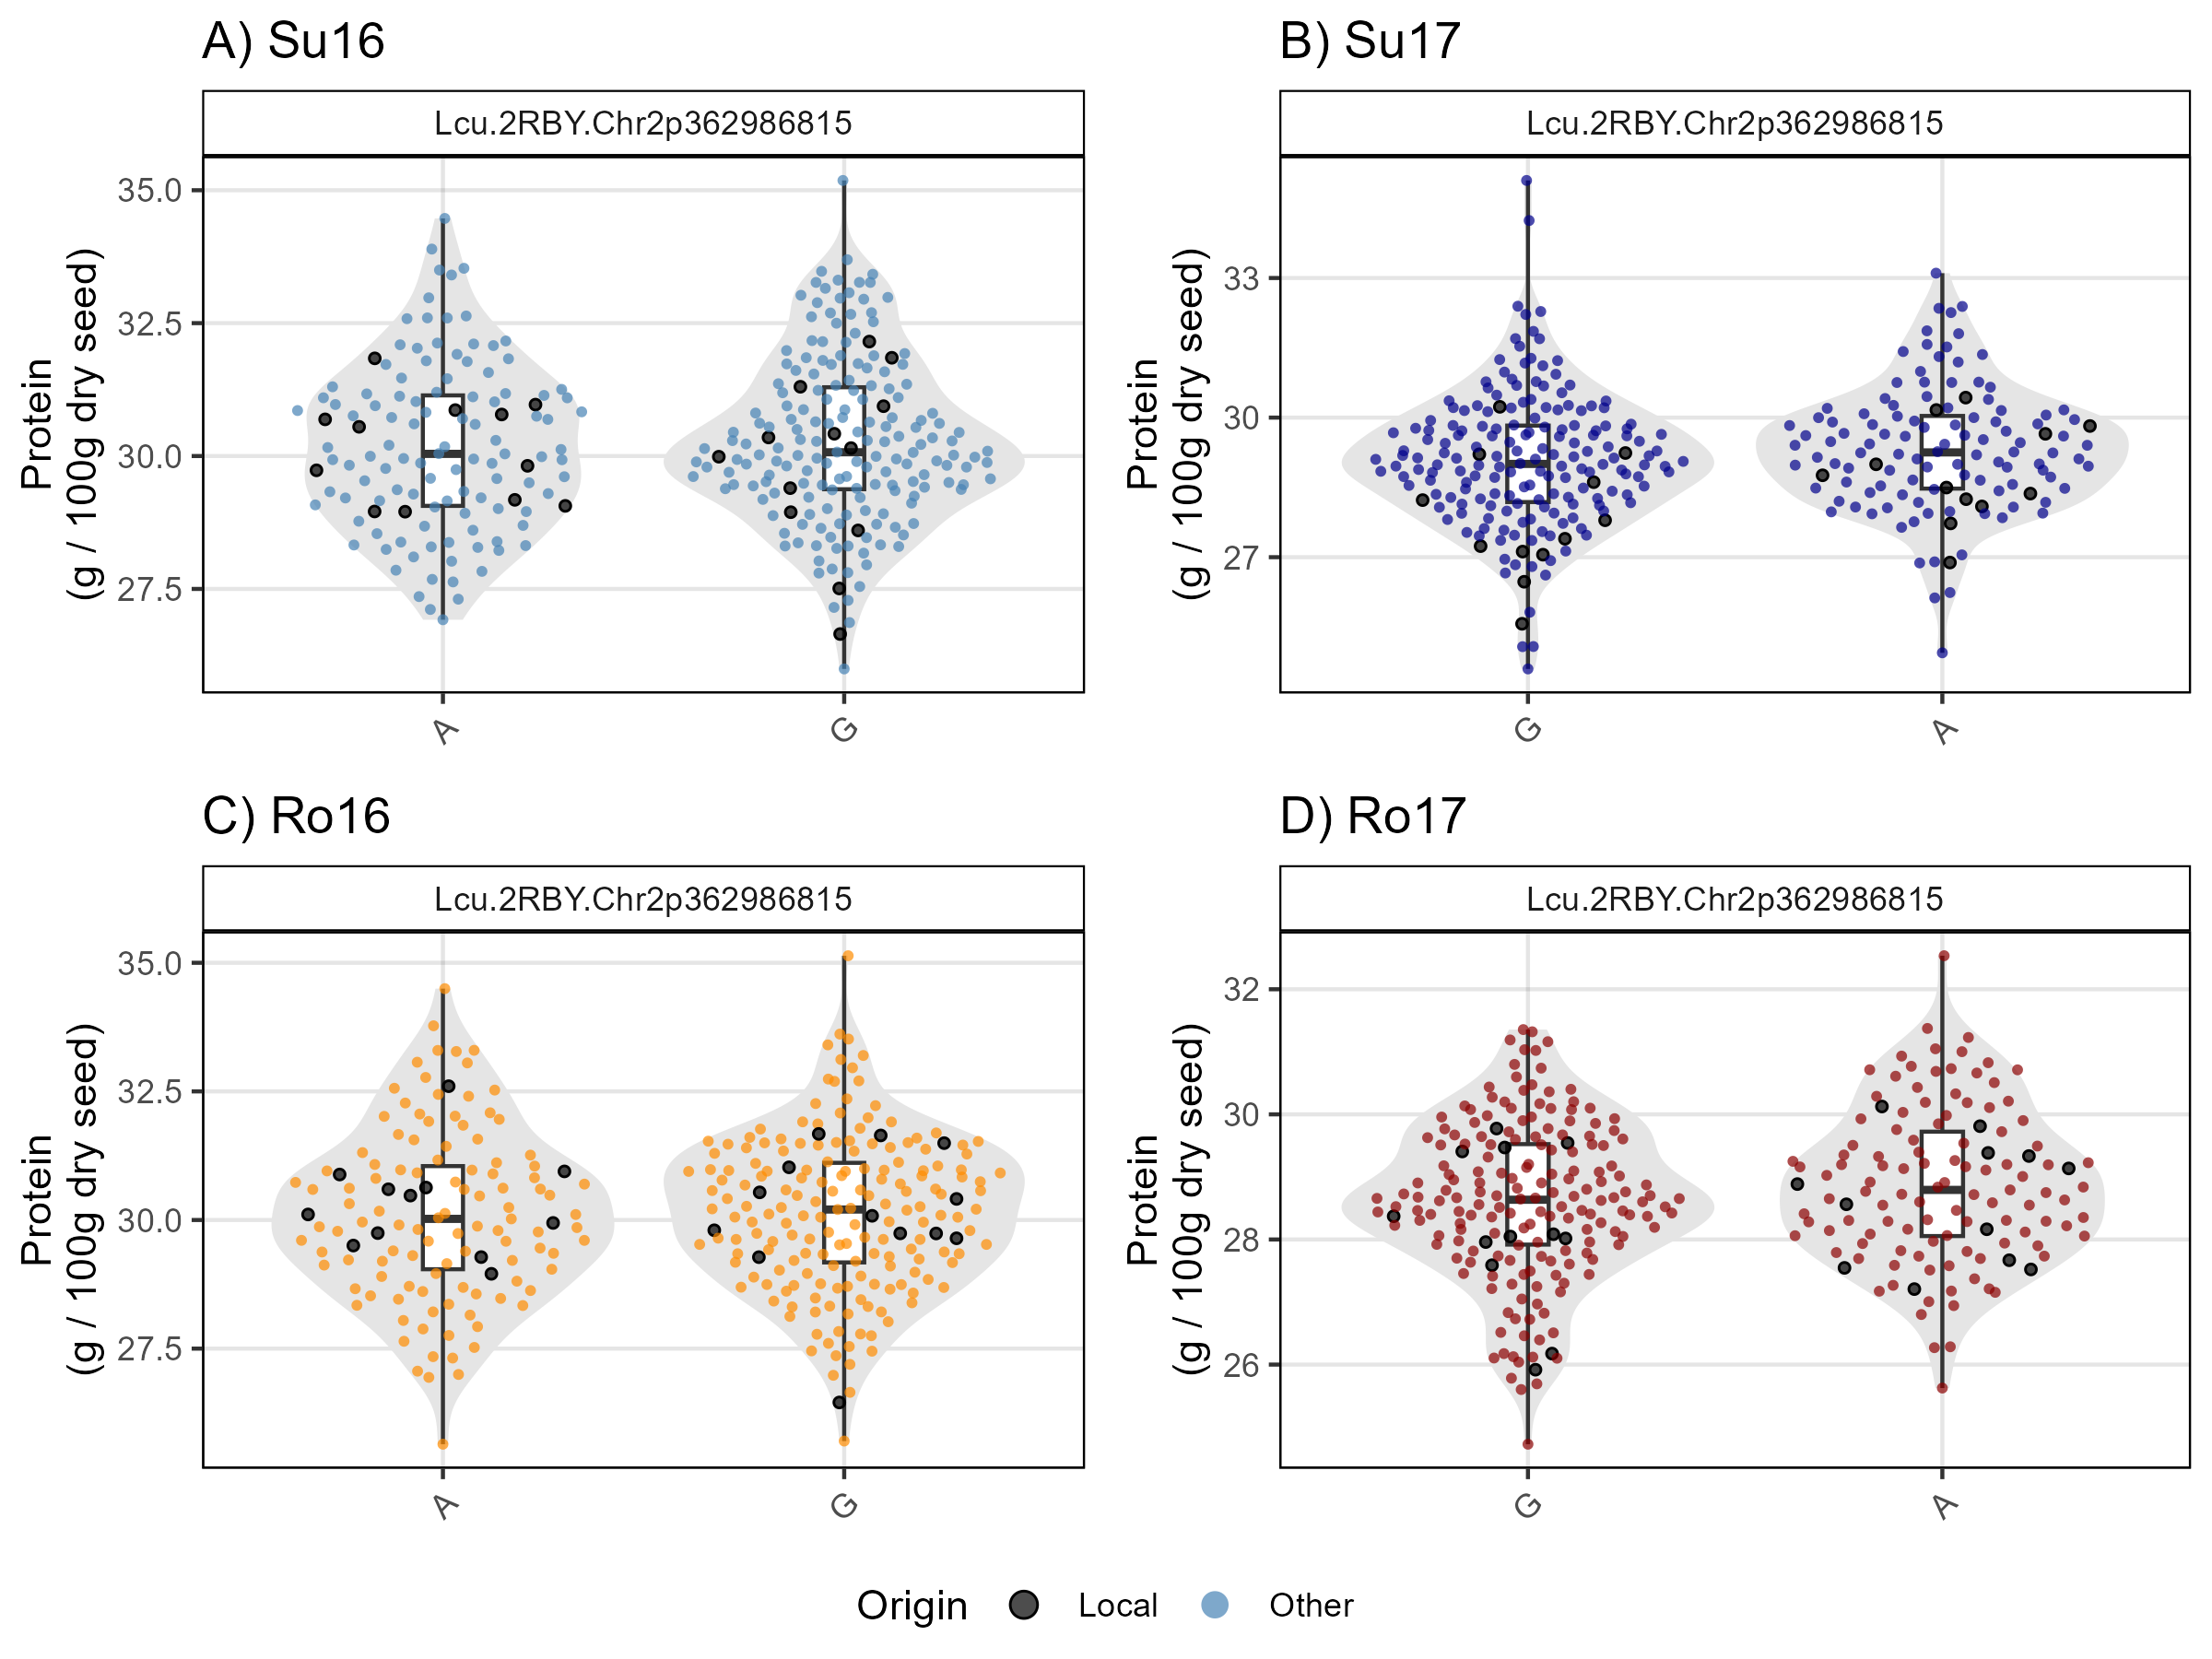 A) Su16
Lcu.2RBY.Chr2p362986815
Protein
(g / 100g dry seed)
35.0
32.5
30.0
27.5
A
G
B) Su17
Lcu.2RBY.Chr2p362986815
Protein
(g / 100g dry seed)
33
30
27
G
A
C) Ro16
Lcu.2RBY.Chr2p362986815
Protein
(g / 100g dry seed)
35.0
32.5
30.0
27.5
A
G
D) Ro17
Lcu.2RBY.Chr2p362986815
Protein
(g / 100g dry seed)
32
30
28
26
G
A
Origin
Local
Other